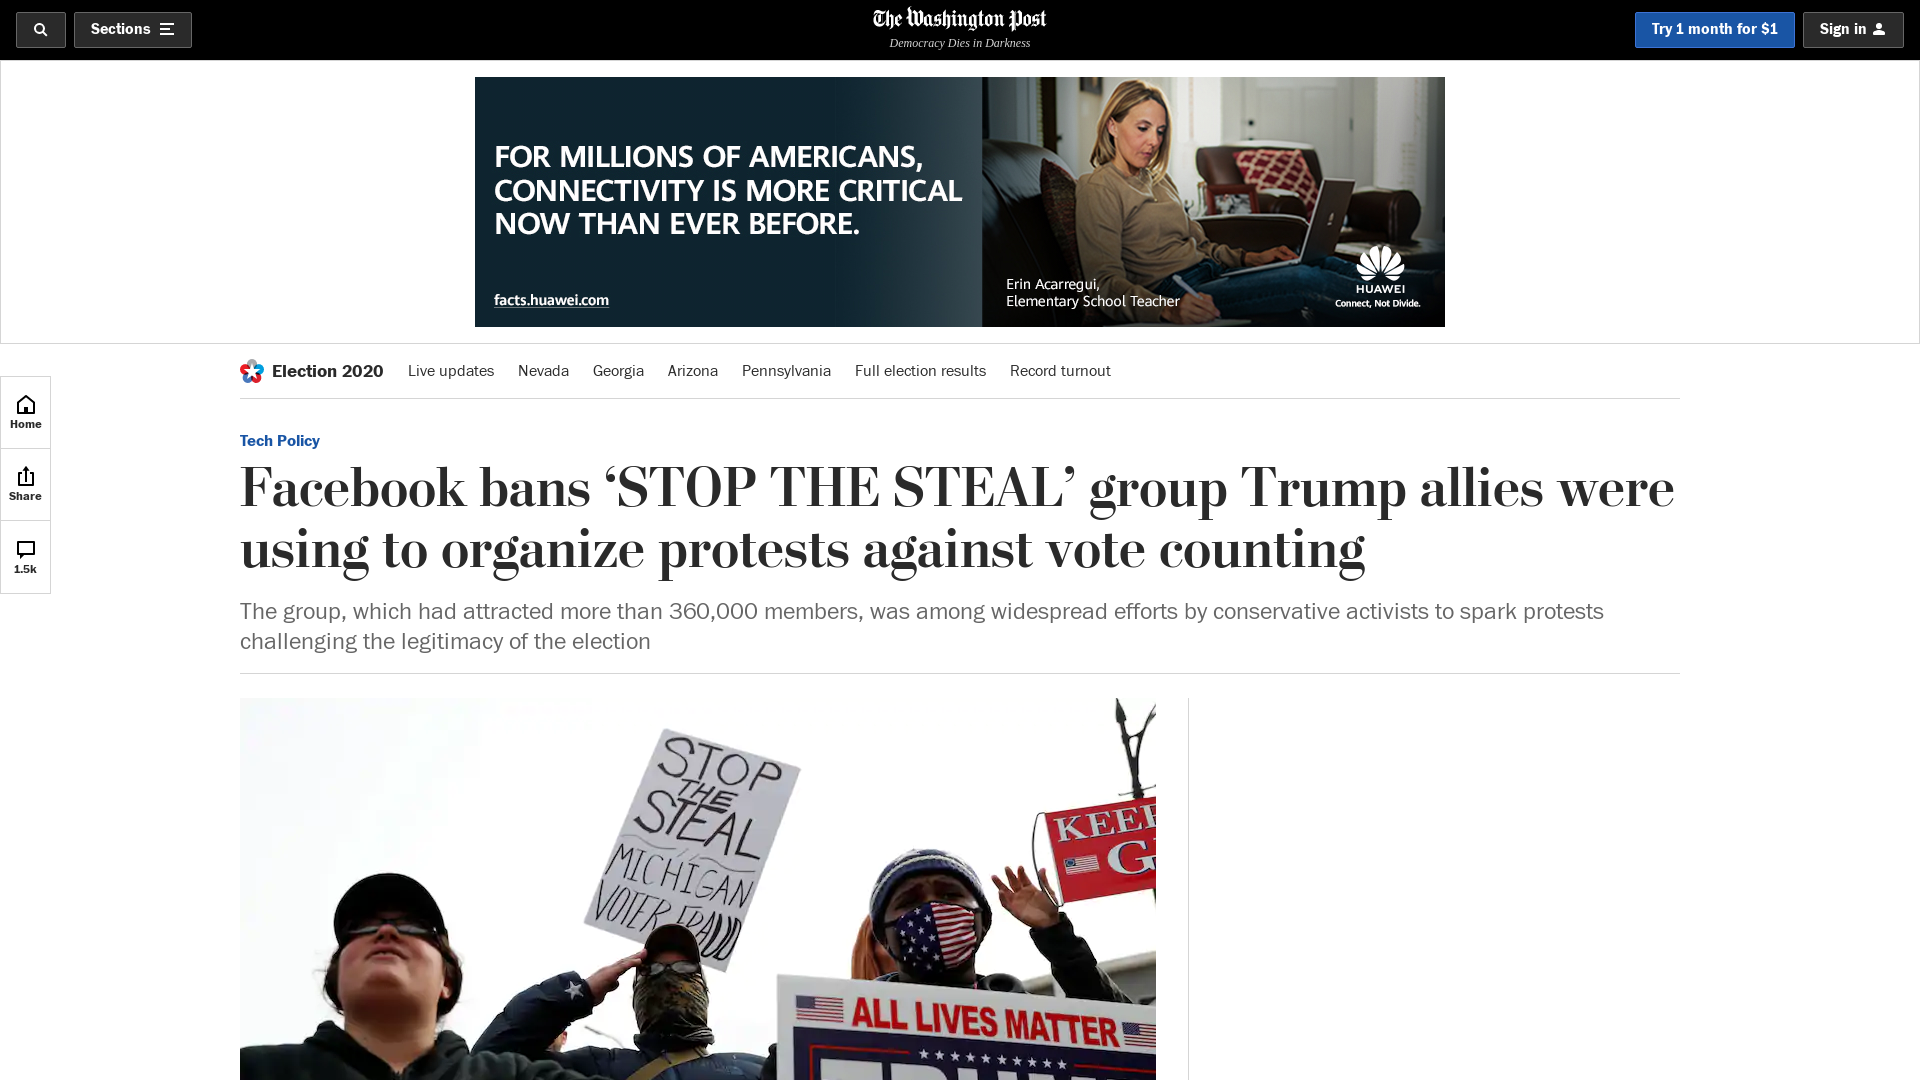 Sections
The Washington Post
Democracy Dies in Darkness
Try 1 month for $1
Sign in
FOR MILLIONS OF AMERICANS,
CONNECTIVITY IS MORE CRITICAL
NOW THAN EVER BEFORE.
facts.huawei.com
Erin Acarregui,
Elementary School Teacher
HUAWEI
Connect, Not Divide.
Election 2020 Live updates Nevada Georgia Arizona Pennsylvania Full election results Record turnout
Home
Share
1.5k
Tech Policy
Facebook bans ‘STOP THE STEAL’ group Trump allies were
using to organize protests against vote counting
The group, which had attracted more than 360,000 members, was among widespread efforts by conservative activists to spark protests
challenging the legitimacy of the election
STOP
THE
STEAL
MICHIGAN
VOTER FRAUD
KEEP
ALL LIVES MATTER